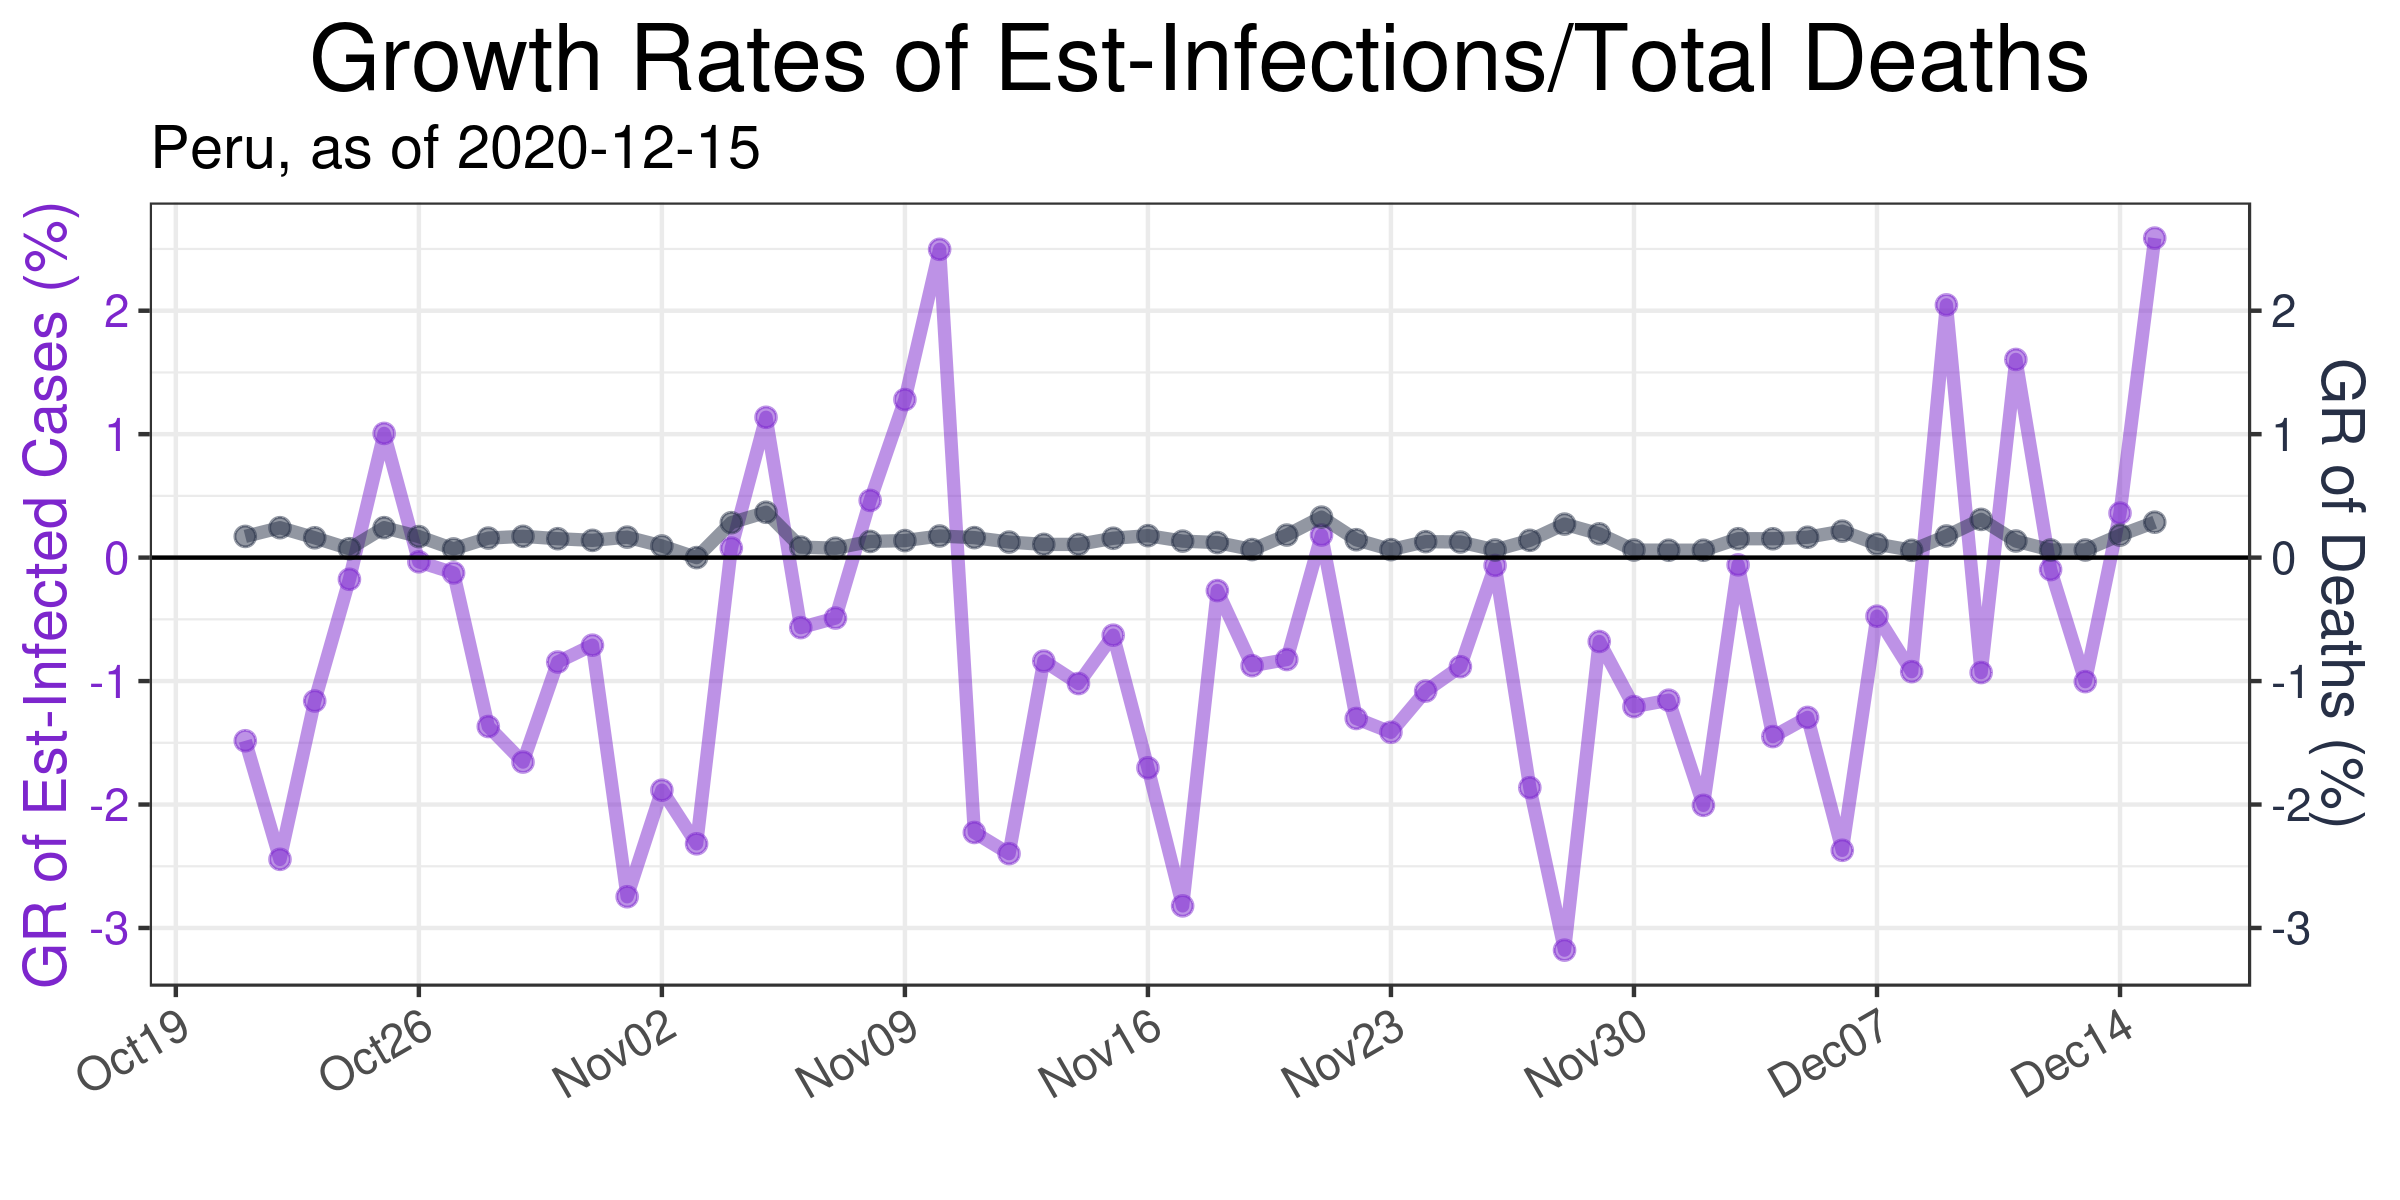 Growth Rates of Est-Infections/Total Deaths
Peru, as of 2020-12-15
GR of Est-Infected Cases (%)
2
1
0
-1
-2
-3
2
1
0
-1
-2
-3
GR of Deaths (%)
Oct19
Oct26
Nov02
Nov09
Nov16
Nov23
Nov30
Dec07
Dec14